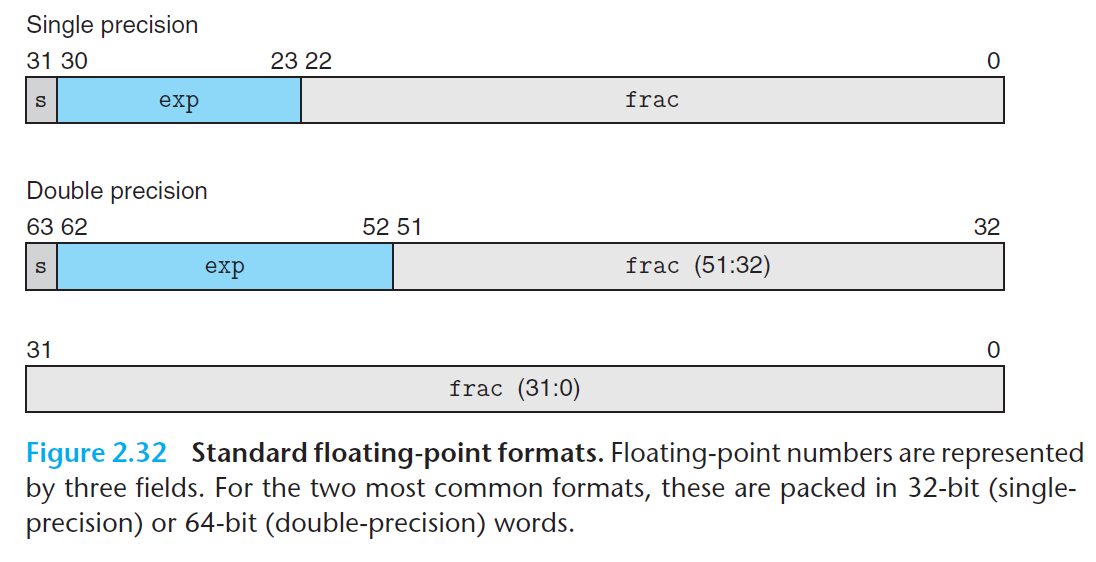 Single precision
31 30 23 22 0
s exp frac
Double precision
63 62 52 51 32
s exp frac (51:32)
31 0
frac (31:0)
Figure 2.32 Standard floating-point formats. Floating-point numbers are represented
by three fields. For the two most common formats, these are packed in 32-bit (single-
precision) or 64-bit (double-precision) words.